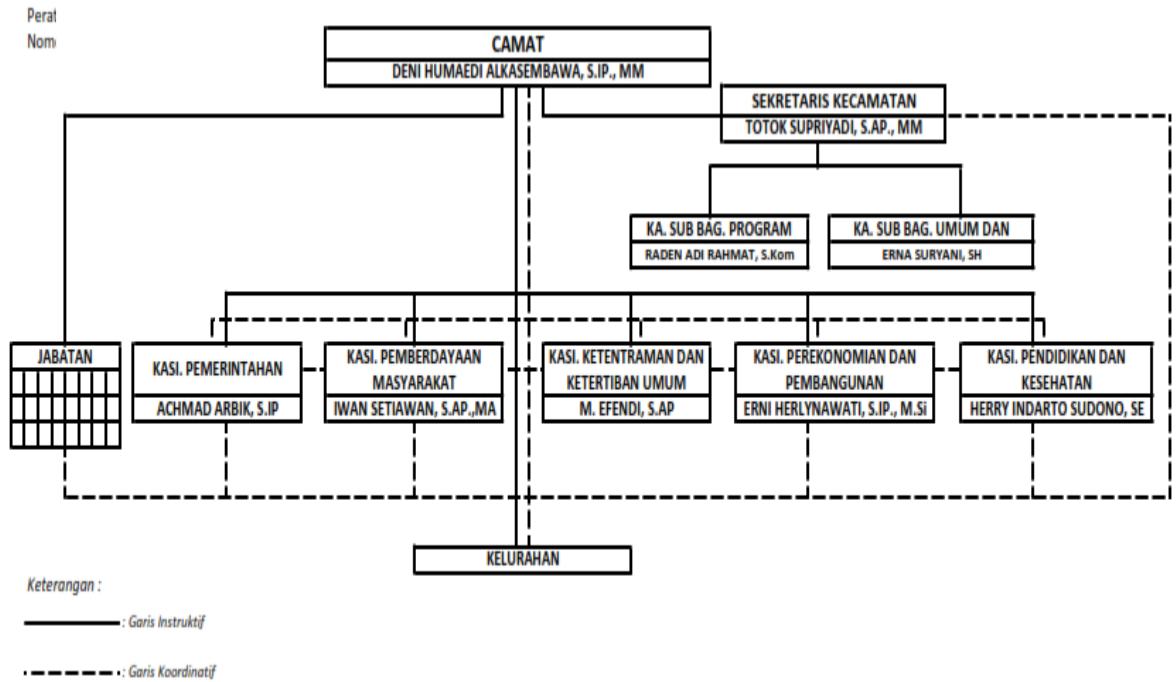 Perat
Nom
CAMAT
DENI HUMAEDI ALKASEMBAWA, S.IP., MM
SEKRETARIS KECAMATAN
TOTOK SUPRIYADI, S.AP., MM
KA. SUB BAG. PROGRAM
RADEN ADI RAHMAT, S.Kom
KA. SUB BAG. UMUM DAN
ERNA SURYANI, SH
JABATAN
KASI. PEMERINTAHAN
ACHMAD ARBIK, S.IP
KASI. PEMBERDAYAAN
MASYARAKAT
IWAN SETIAWAN, S.AP.,MA
KASI. KETENTRAMAN DAN
KETERTIBAN UMUM
M. EFENDI, S.AP
KASI. PEREKONOMIAN DAN
PEMBANGUNAN
ERNI HERLYNAWATI, S.IP., M.Si
KASI. PENDIDIKAN DAN
KESEHATAN
HERRY INDARTO SUDONO, SE
KELURAHAN
Keterangan :
: Garis Instruktif
: Garis Koordinatif